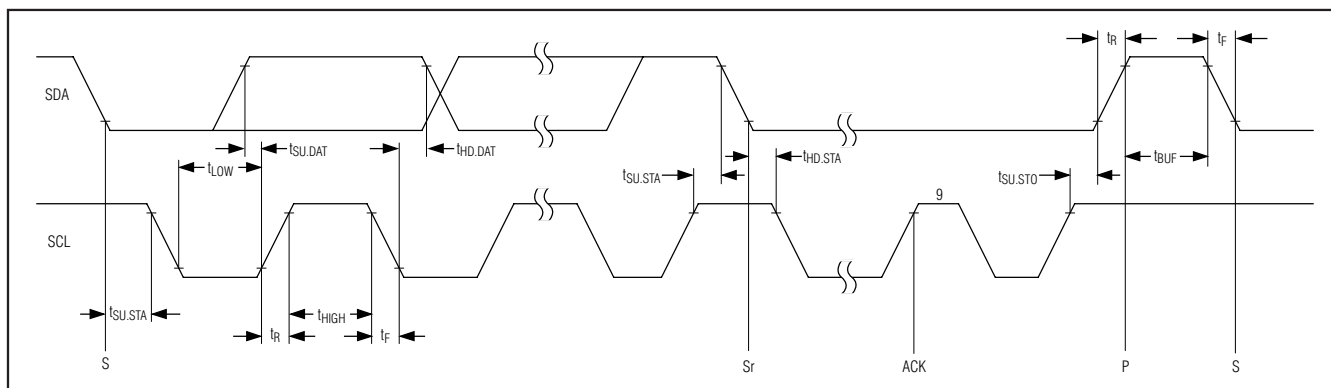 tR
tF
SDA
tSU.DAT
tHD.DAT
tLOW
tHD.STA
tBUF
tSU.STA
tSU.STO
9
SCL
tSU.STA
tR
tHIGH
tF
S
Sr
ACK
P
S